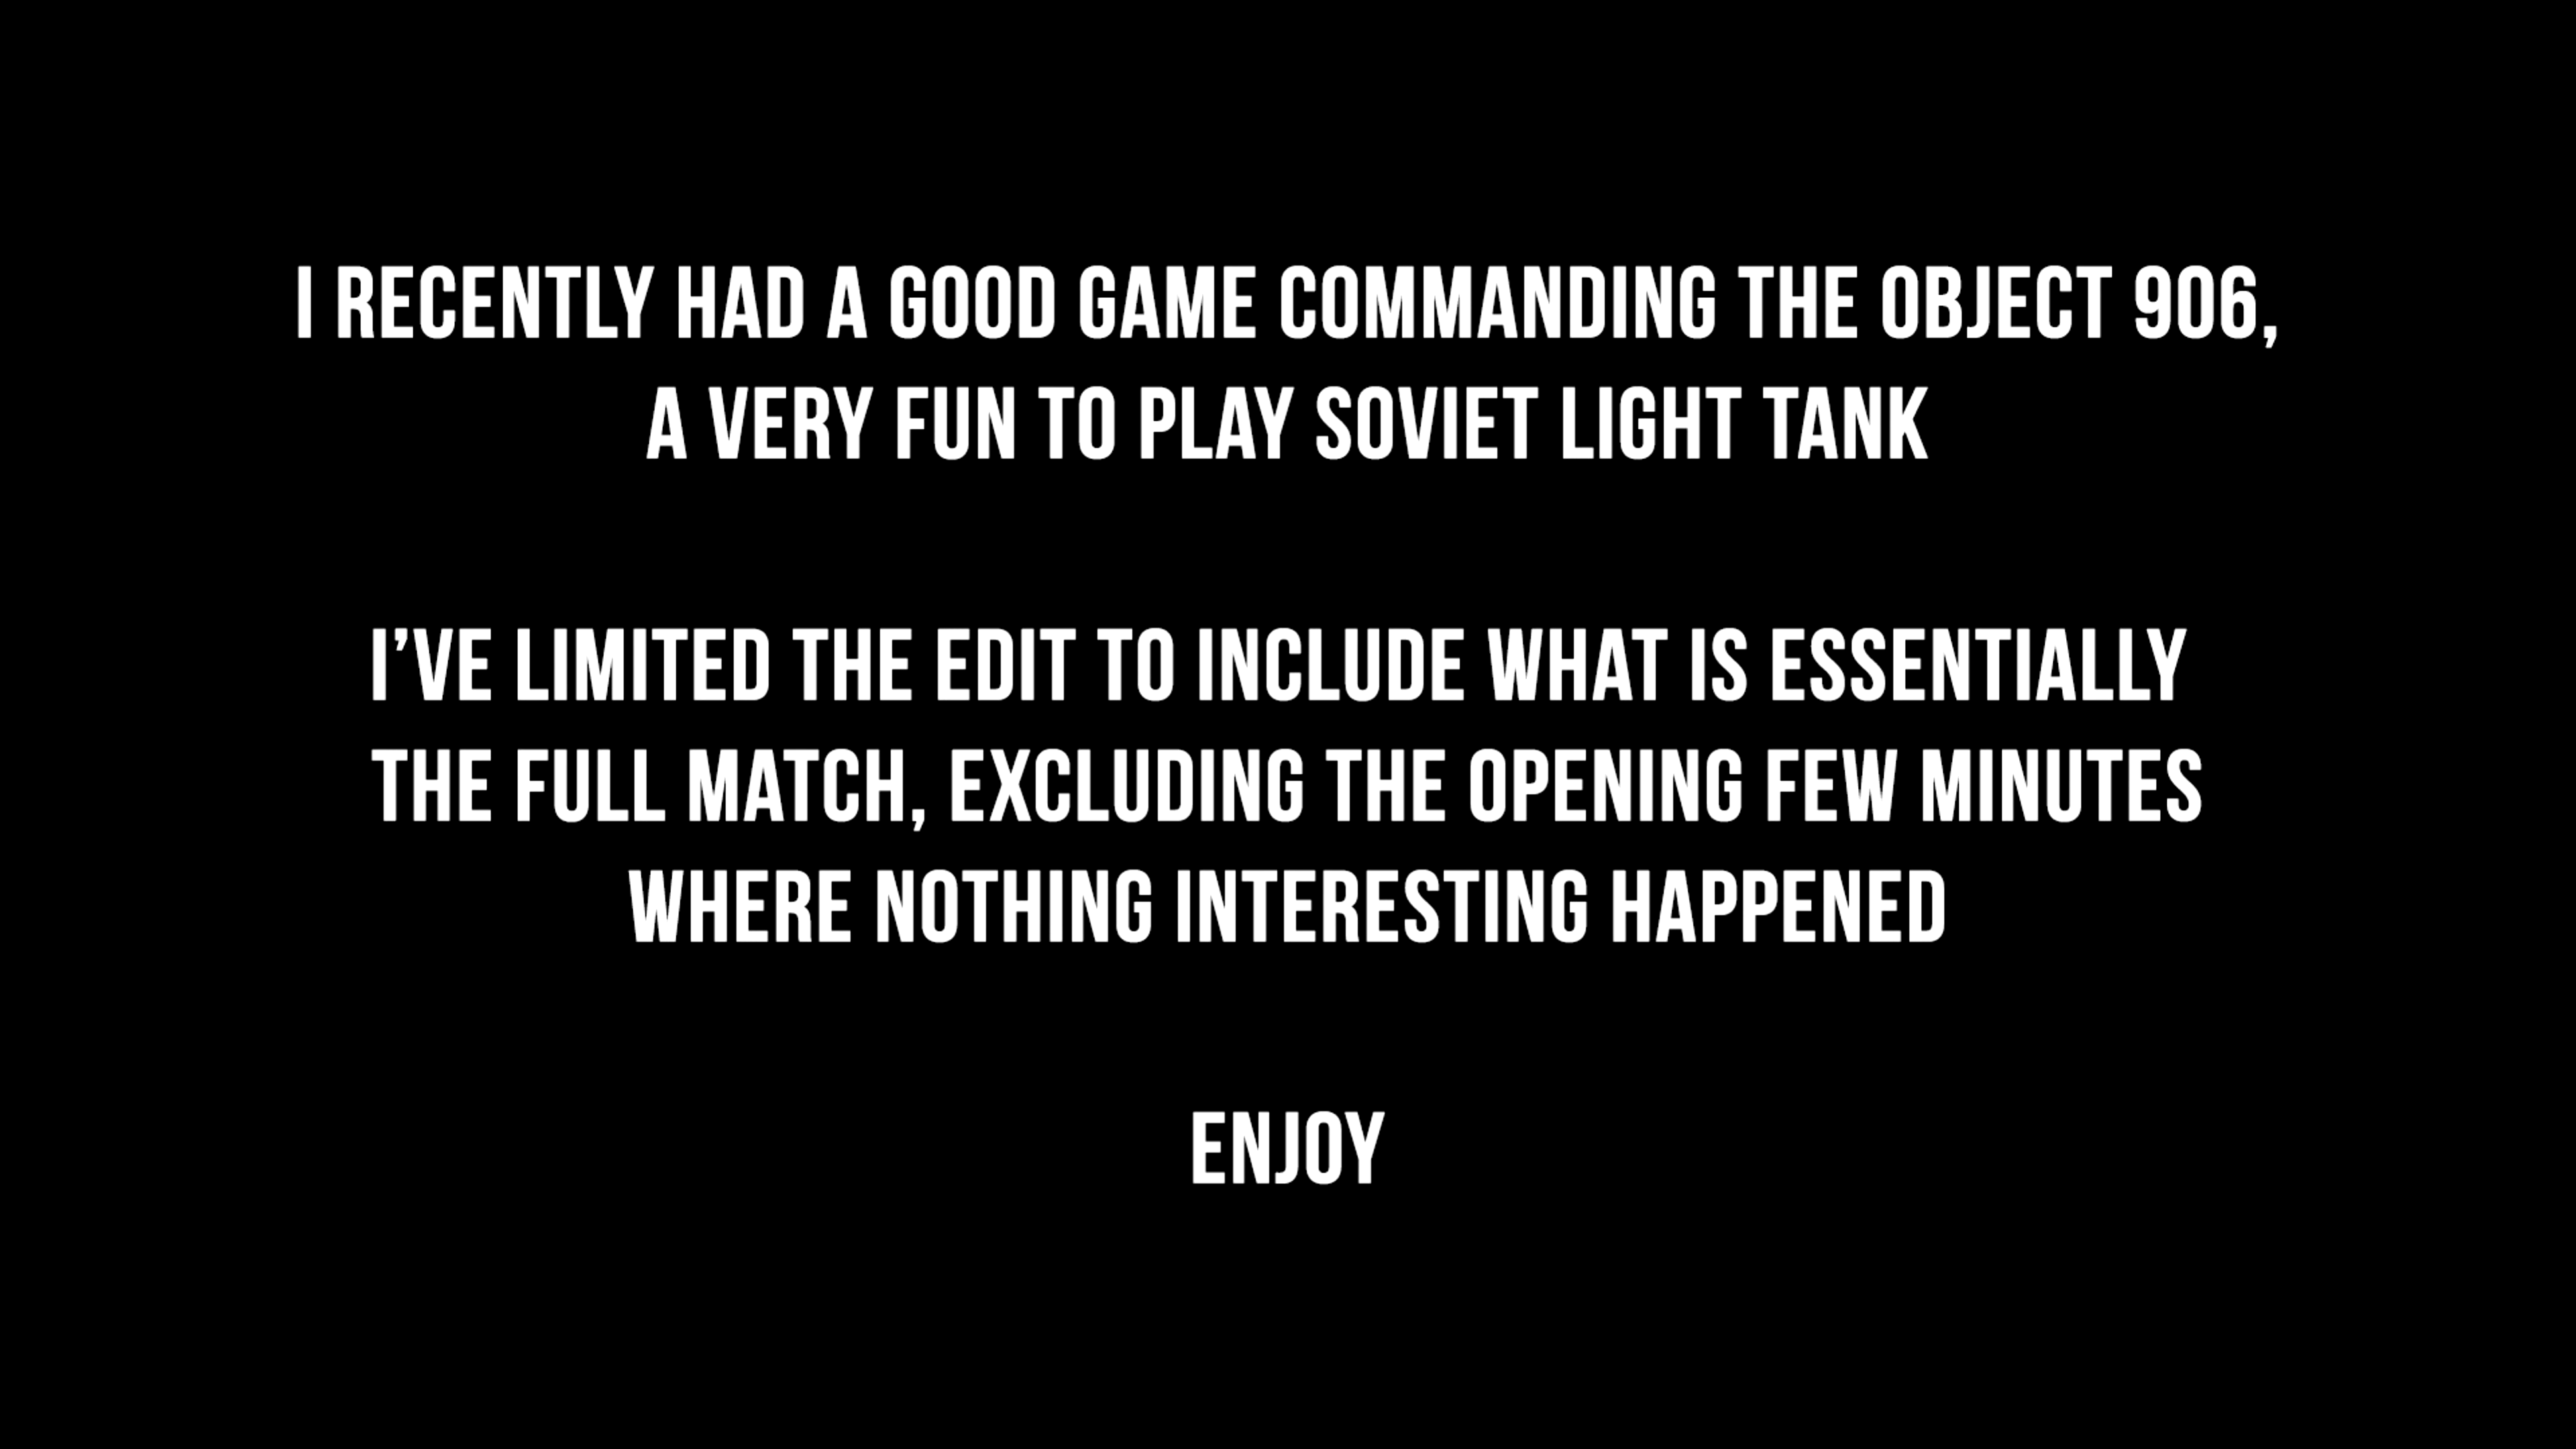 I RECENTLY HAD A GOOD GAME COMMANDING THE OBJECT 906,
A VERY FUN TO PLAY SOVIET LIGHT TANK
I’VE LIMITED THE EDIT TO INCLUDE WHAT IS ESSENTIALLY
THE FULL MATCH, EXCLUDING THE OPENING FEW MINUTES
WHERE NOTHING INTERESTING HAPPENED
ENJOY